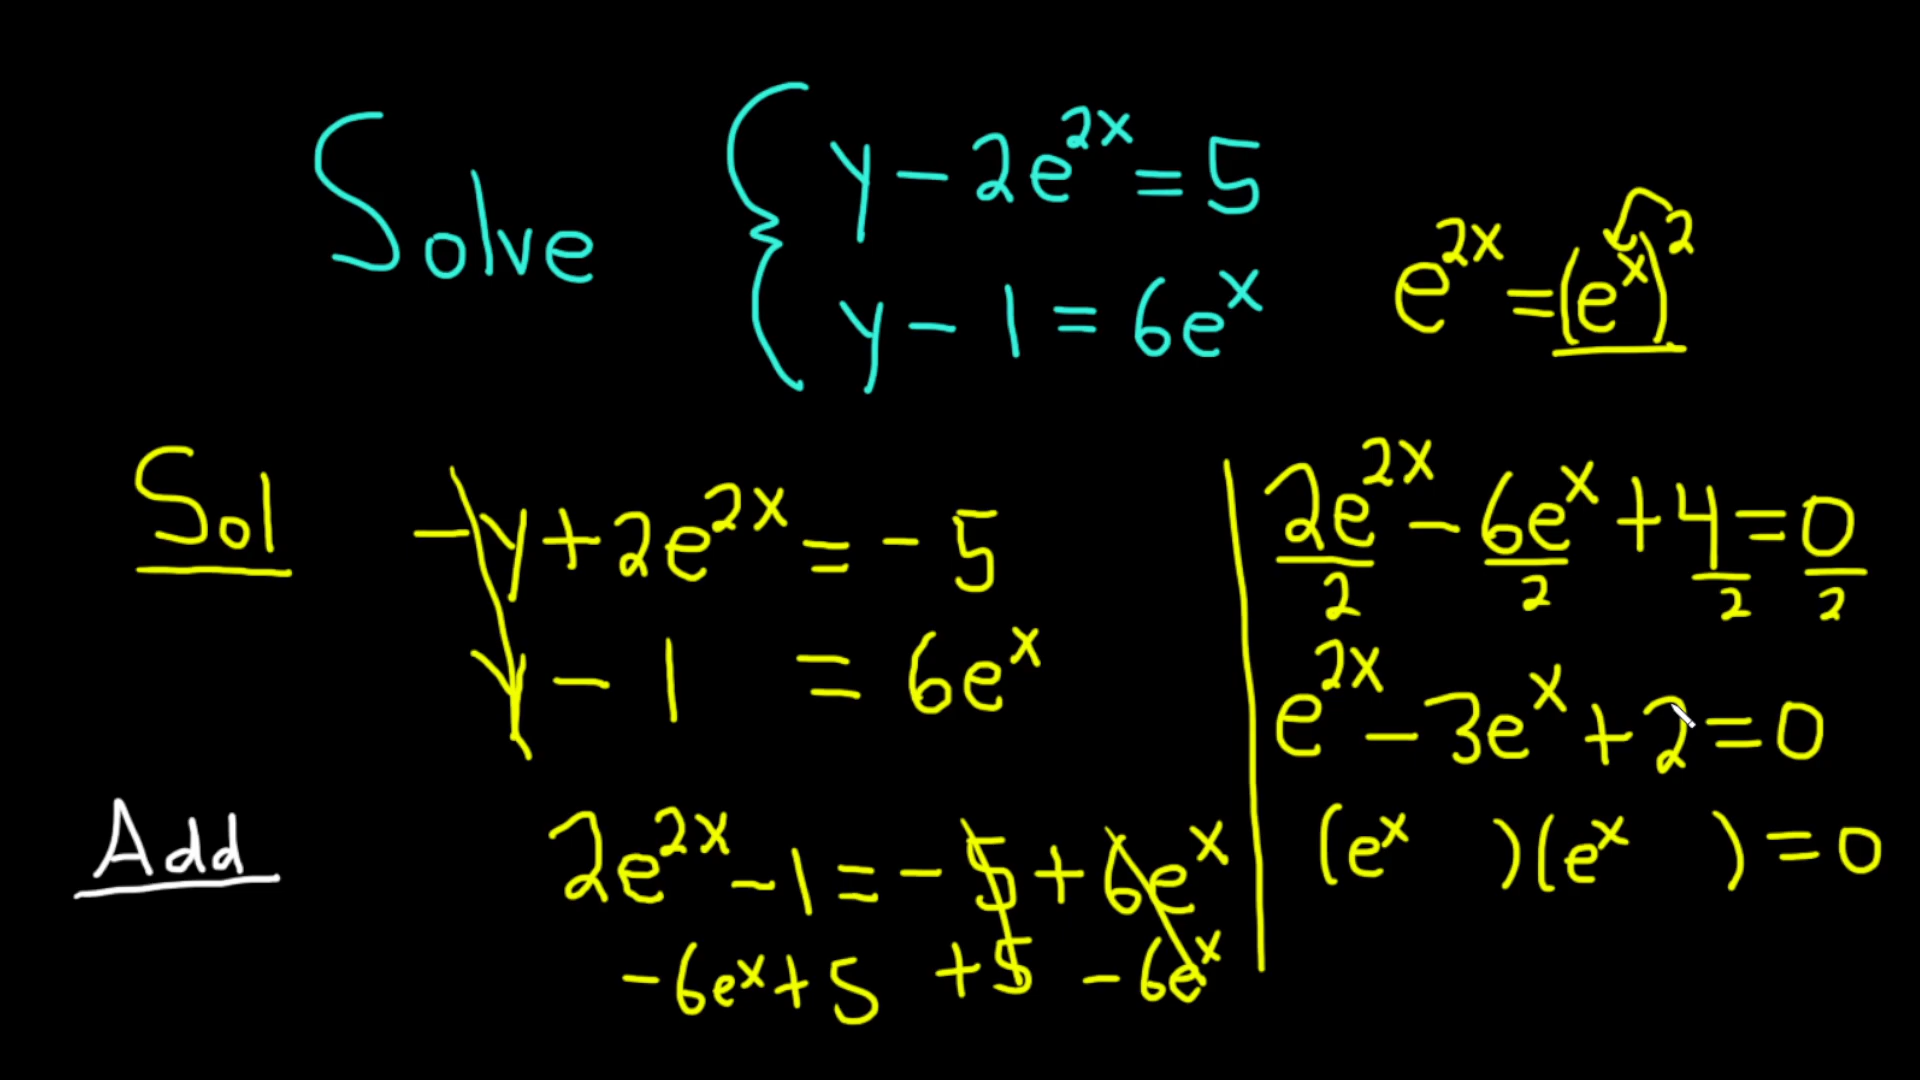 Solve
y - 2e^{2x} = 5
y - 1 = 6e^x
e^{2x} = (e^x)^2
Sol
-y + 2e^{2x} = -5
y - 1 = 6e^x
Add
2e^{2x} - 1 = -5 + 6e^x
-6e^x + 5 +5 -6e^x
2e^{2x} - 6e^x + 4 = 0
2 2 2 2
e^{2x} - 3e^x + 2 = 0
(e^x )(e^x ) = 0